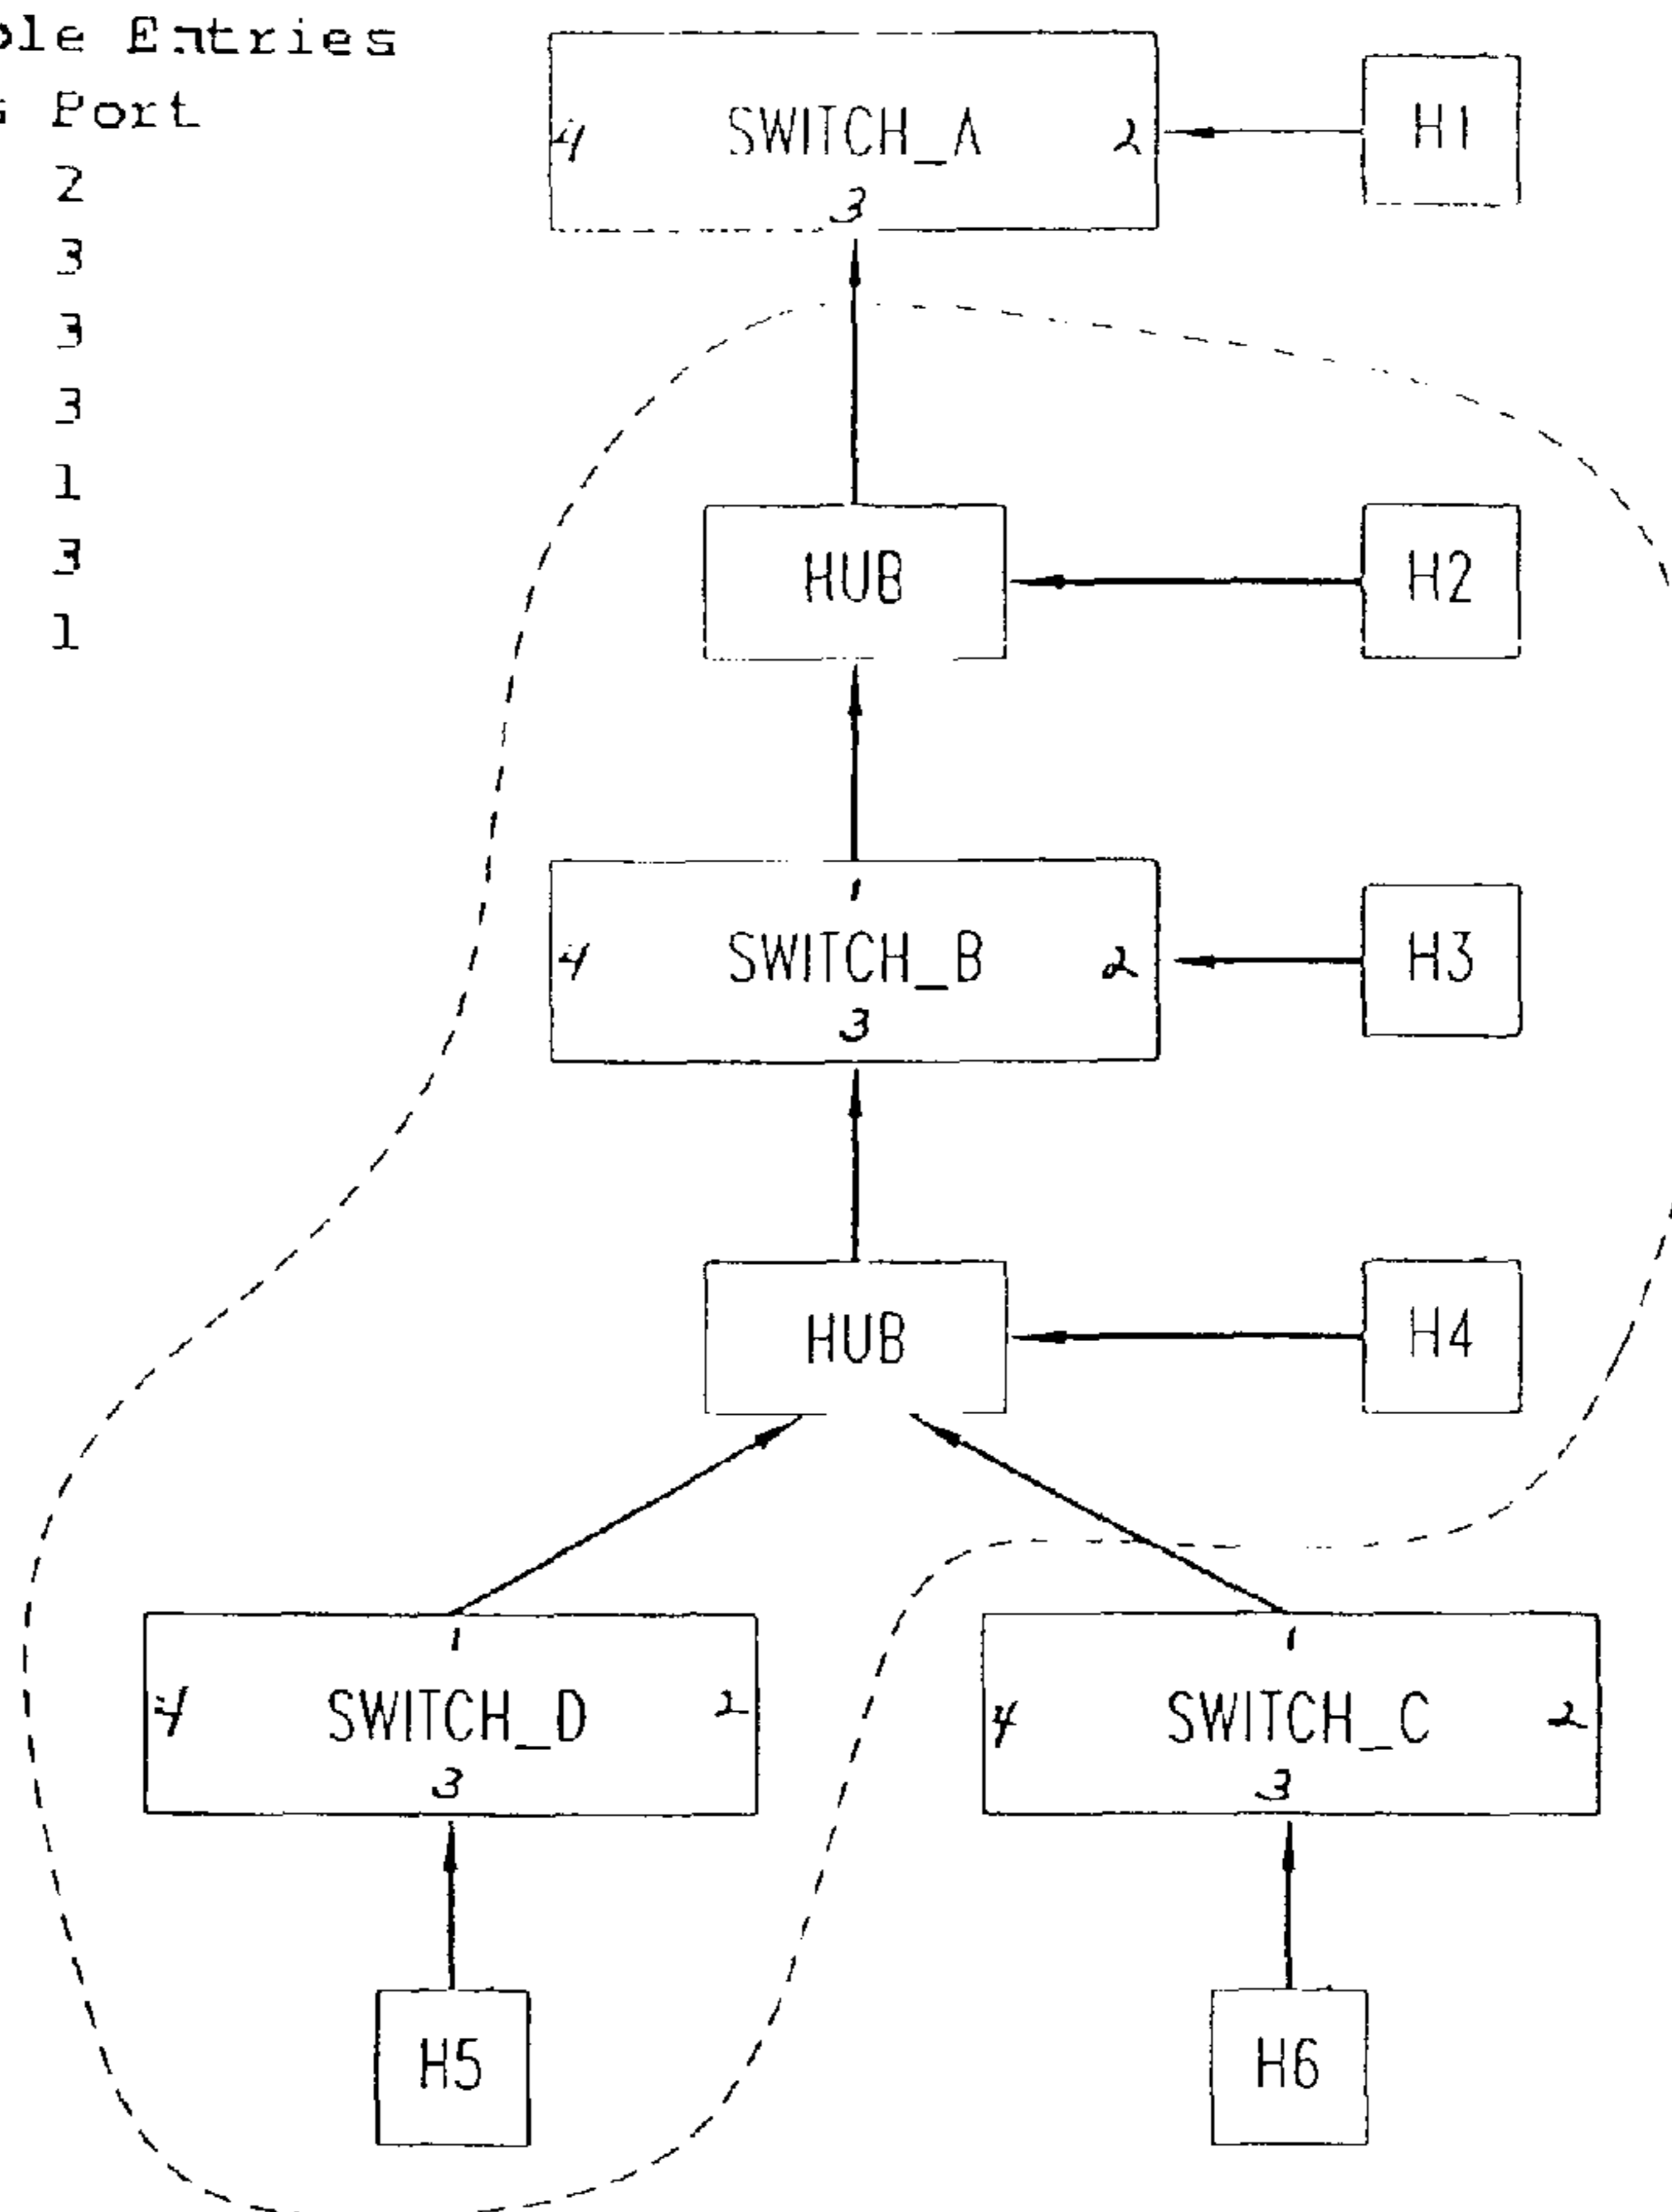 Entries
Port
2
3
3
3
1
3
1
4 SWITCH_A 2
3
H1
HUB
H2
1
4 SWITCH_B 2
3
H3
HUB
H4
1
4 SWITCH_D 2
3
1
4 SWITCH_C 2
3
H5
H6